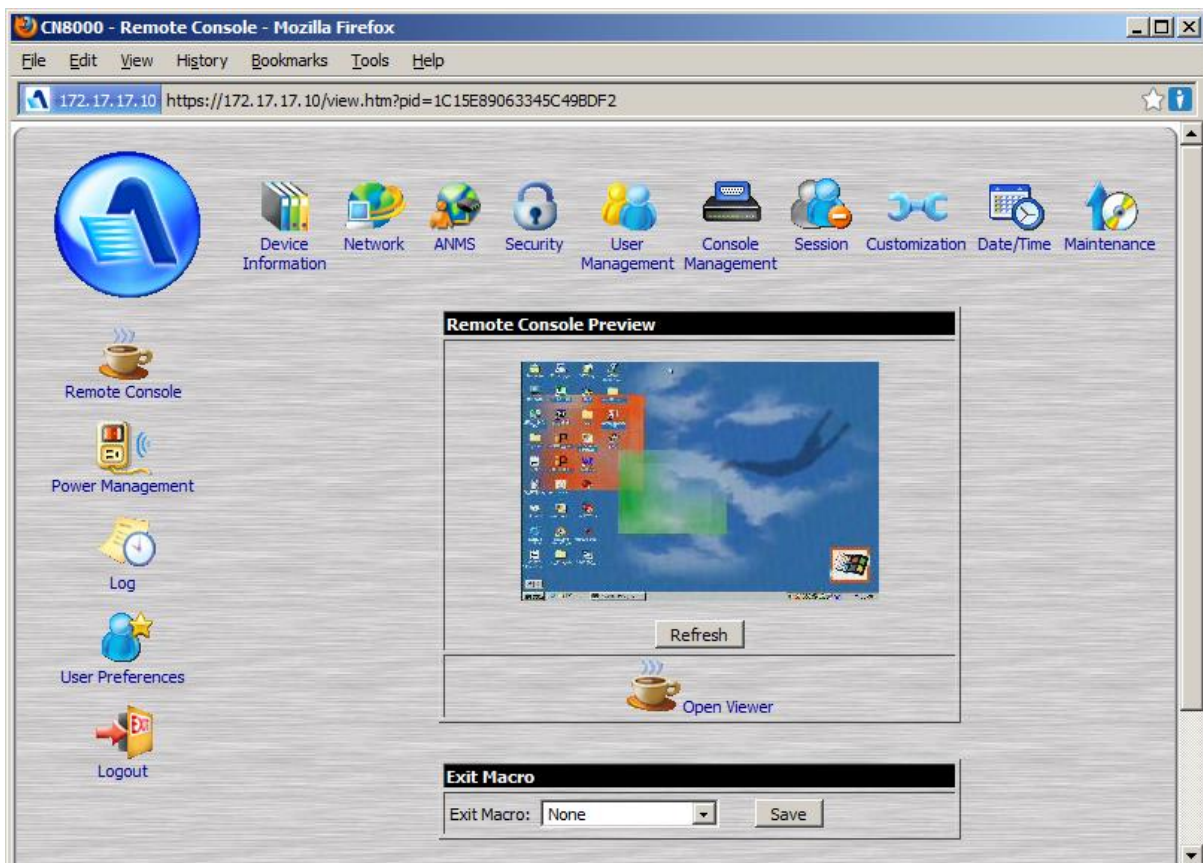 CN8000 - Remote Console - Mozilla Firefox
File Edit View History Bookmarks Tools Help
172.17.17.10 https://172.17.17.10/view.htm?pid=1C15E89063345C49BDF2
Device Information
Network
ANMS
Security
User Management
Console Management
Session
Customization
Date/Time
Maintenance
Remote Console
Power Management
Log
User Preferences
EXIT
Logout
Remote Console Preview
Refresh
Open Viewer
Exit Macro
Exit Macro: None Save